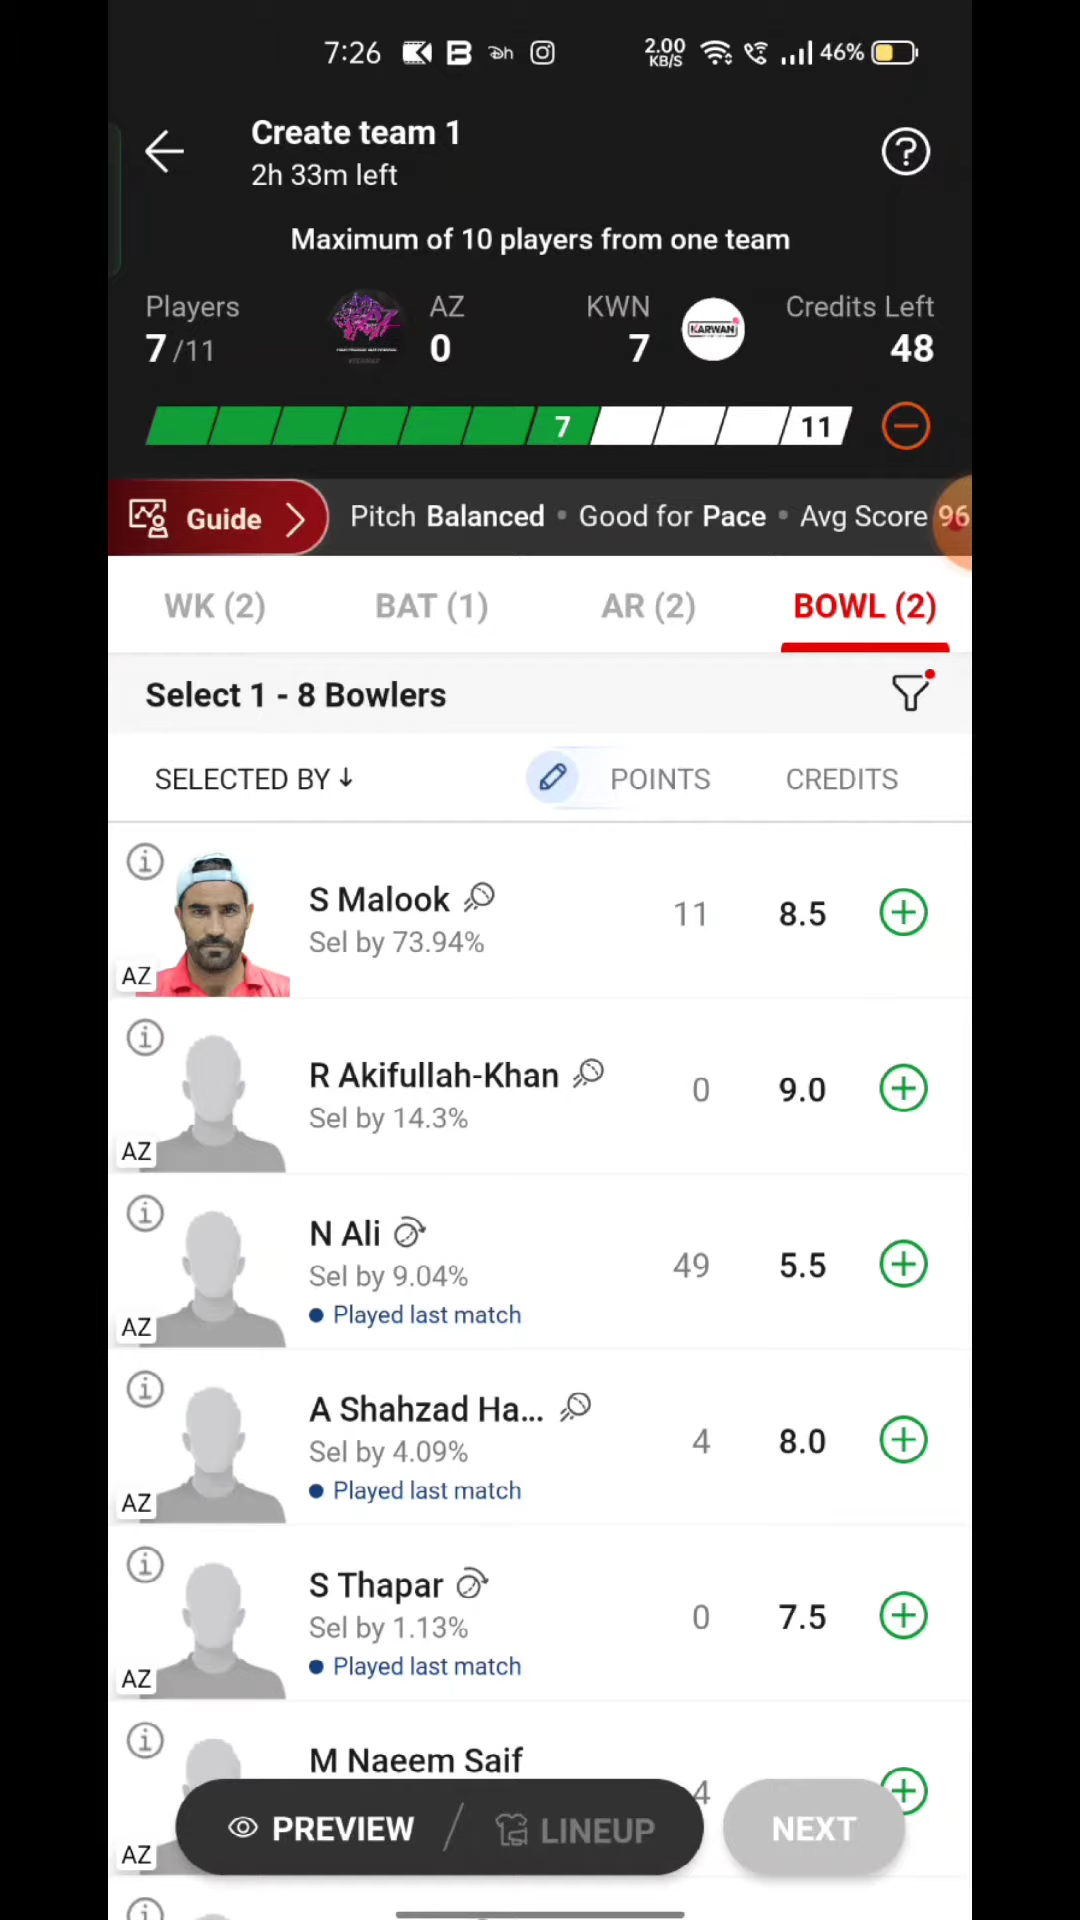 7:26 2.00 KB/S 46%
Create team 1
2h 33m left
Maximum of 10 players from one team
Players AZ KWN Credits Left
7/11 0 7 KARWAN 48
7 11
Guide Pitch Balanced • Good for Pace • Avg Score 96
WK (2) BAT (1) AR (2) BOWL (2)
Select 1 - 8 Bowlers
SELECTED BY ↓ POINTS CREDITS
S Malook 11 8.5
Sel by 73.94%
AZ
R Akifullah-Khan 0 9.0
Sel by 14.3%
AZ
N Ali 49 5.5
Sel by 9.04%
Played last match
AZ
A Shahzad Ha... 4 8.0
Sel by 4.09%
Played last match
AZ
S Thapar 0 7.5
Sel by 1.13%
Played last match
AZ
M Naeem Saif 4
PREVIEW / LINEUP NEXT
AZ